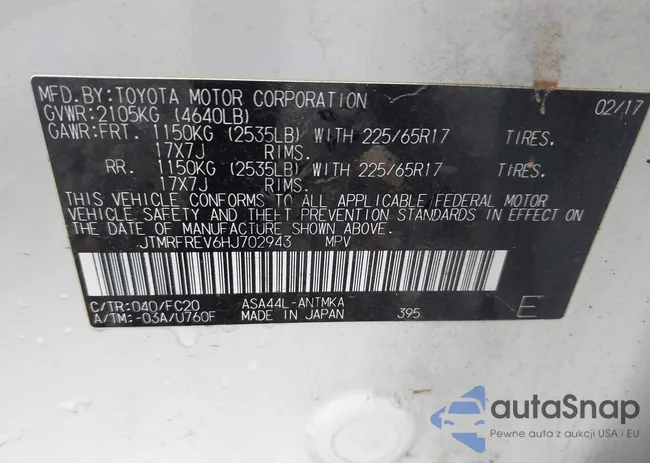 MFD.BY:TOYOTA MOTOR CORPORATION 02/17
GVWR:2105KG (4640LB)
GAWR:FRT. 1150KG (2535LB) WITH 225/65R17 TIRES.
17X7J RIMS.
RR. 1150KG (2535LB) WITH 225/65R17 TIRES.
17X7J RIMS.
THIS VEHICLE CONFORMS TO ALL APPLICABLE FEDERAL MOTOR
VEHICLE SAFETY AND THEFT PREVENTION STANDARDS IN EFFECT ON
THE DATE OF MANUFACTURE SHOWN ABOVE.
JTMRFREV6HJ702943 MPV
C/TR:040/FC20 ASA44L-ANTMKA E
A/TM:-03A/U760F MADE IN JAPAN 395
autaSnap
Pewne auta z aukcji USA i EU